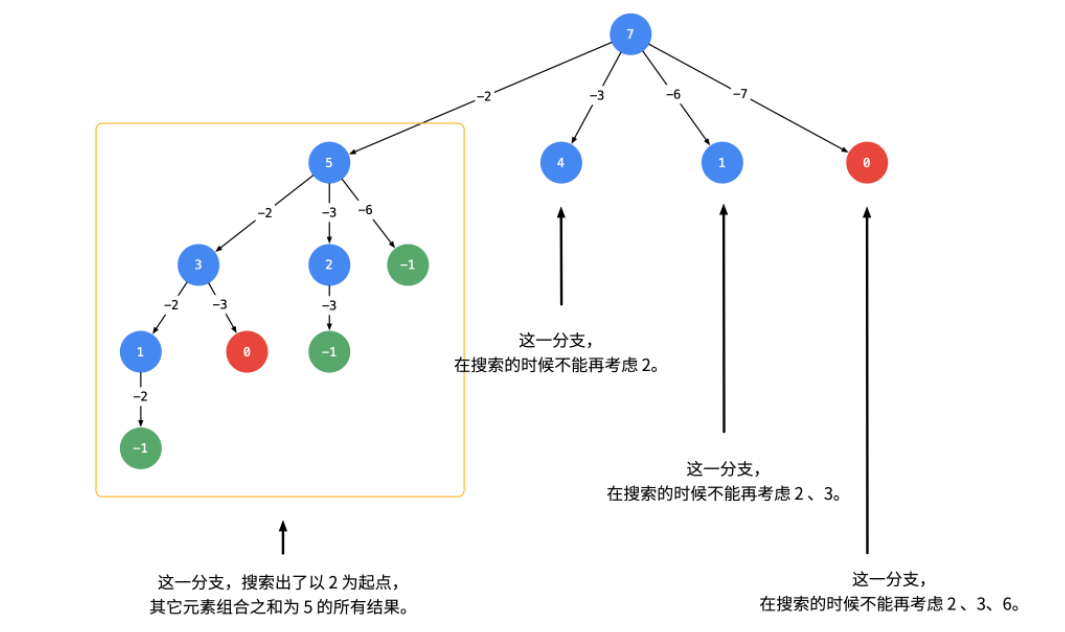 7
-2
-3
-6
-7
5
4
1
0
-2
-3
-6
3
2
-1
-2
-3
-3
1
0
-1
-2
-1
这一分支，
在搜索的时候不能再考虑 2。
这一分支，
在搜索的时候不能再考虑 2 、3。
这一分支，搜索出了以 2 为起点，
其它元素组合之和为 5 的所有结果。
这一分支，
在搜索的时候不能再考虑 2 、3、6。